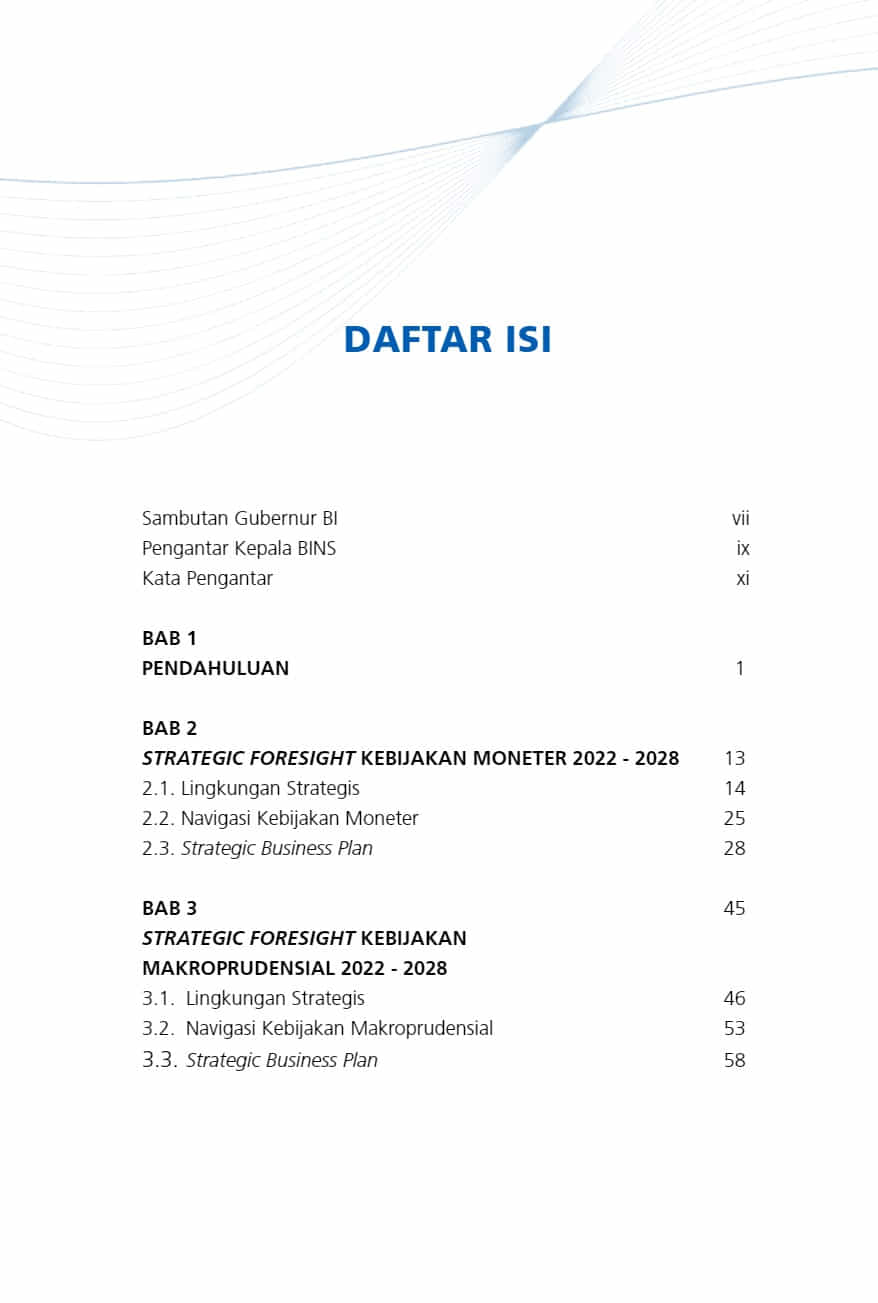 DAFTAR ISI
Sambutan Gubernur BI vii
Pengantar Kepala BINS ix
Kata Pengantar xi
BAB 1
PENDAHULUAN 1
BAB 2
STRATEGIC FORESIGHT KEBIJAKAN MONETER 2022 - 2028 13
2.1. Lingkungan Strategis 14
2.2. Navigasi Kebijakan Moneter 25
2.3. Strategic Business Plan 28
BAB 3 45
STRATEGIC FORESIGHT KEBIJAKAN
MAKROPRUDENSIAL 2022 - 2028
3.1. Lingkungan Strategis 46
3.2. Navigasi Kebijakan Makroprudensial 53
3.3. Strategic Business Plan 58